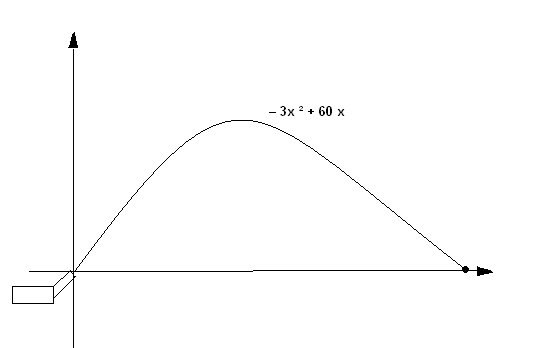 – 3x ² + 60 x